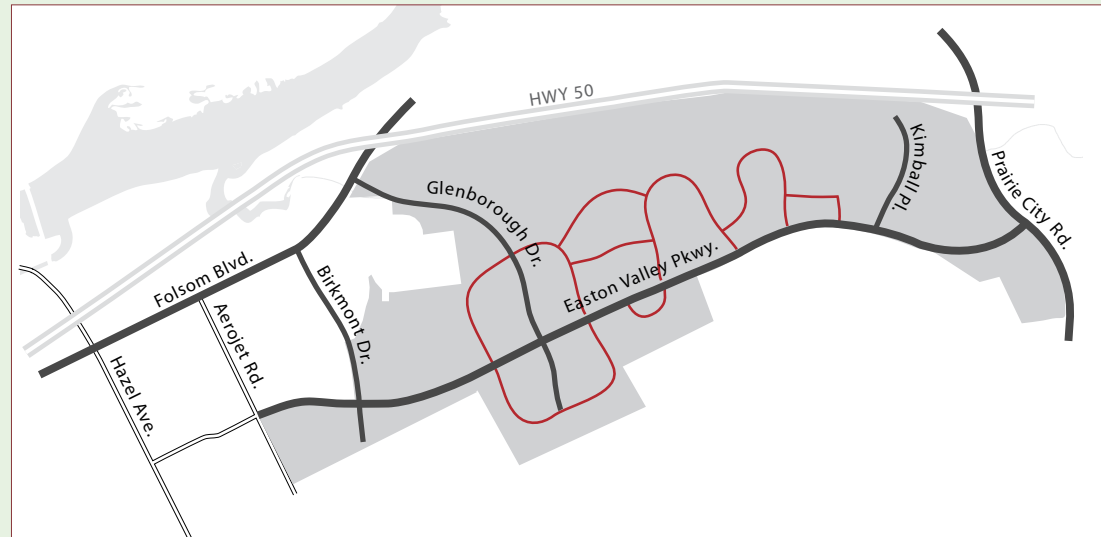 HWY 50
Kimball Pl.
Prairie City Rd.
Glenborough Dr.
Easton Valley Pkwy.
Folsom Blvd.
Birkmont Dr.
Aerojet Rd.
Hazel Ave.